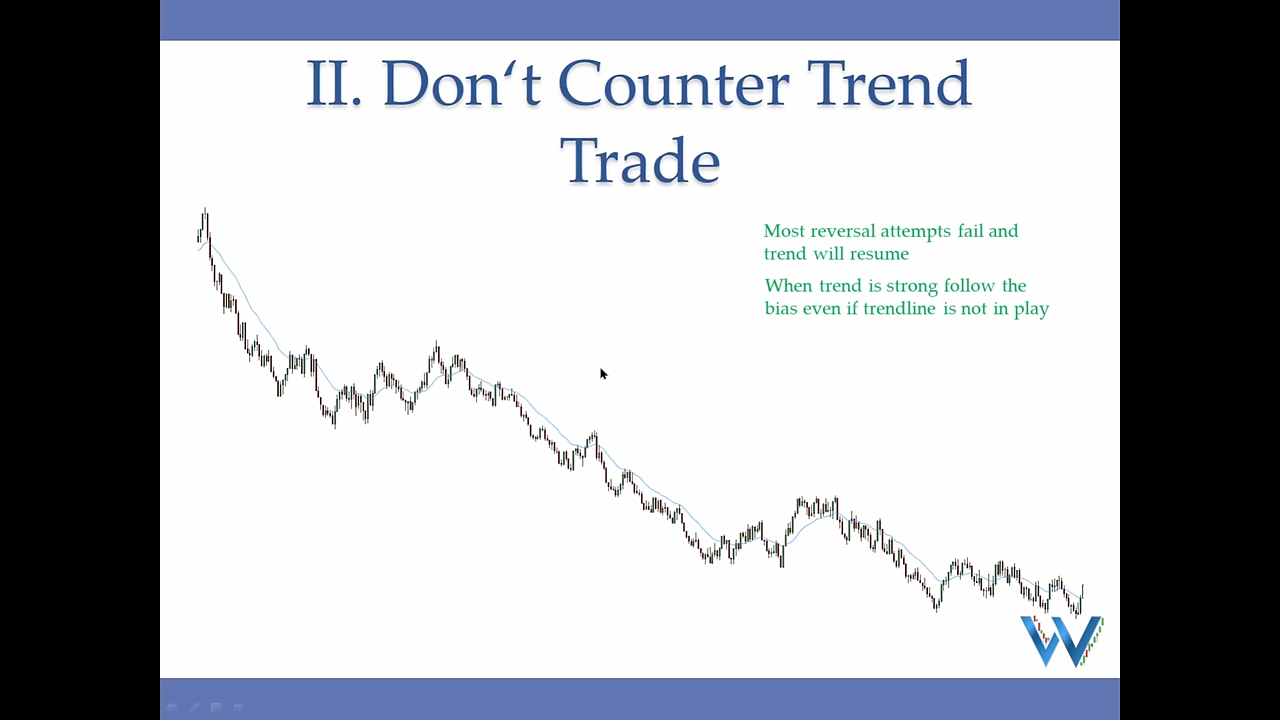 II. Don‘t Counter Trend
Trade
Most reversal attempts fail and
trend will resume
When trend is strong follow the
bias even if trendline is not in play
W